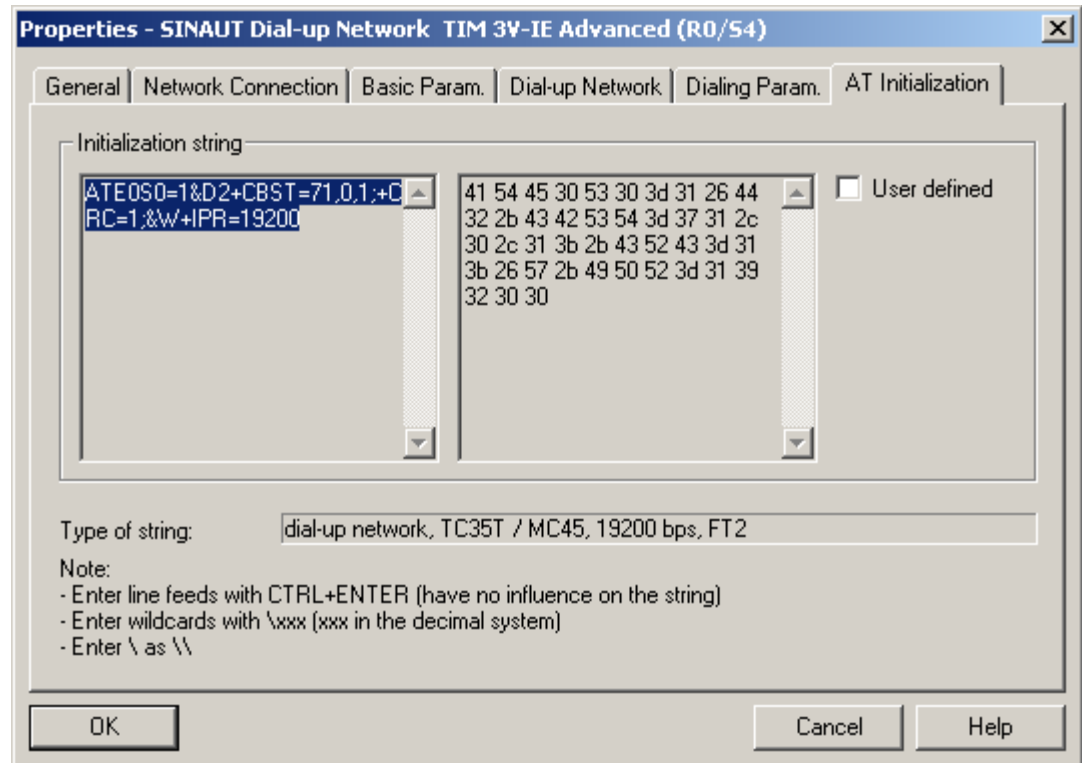 Properties - SINAUT Dial-up Network TIM 3V-IE Advanced (R0/S4)
General
Network Connection
Basic Param.
Dial-up Network
Dialing Param.
AT Initialization
Initialization string
ATE0S0=1&D2+CBST=71,0,1;+C
RC=1;&W+IPR=19200
41 54 45 30 53 30 3d 31 26 44
32 2b 43 42 53 54 3d 37 31 2c
30 2c 31 3b 2b 43 52 43 3d 31
3b 26 57 2b 49 50 52 3d 31 39
32 30 30
User defined
Type of string:
dial-up network, TC35T / MC45, 19200 bps, FT2
Note:
- Enter line feeds with CTRL+ENTER (have no influence on the string)
- Enter wildcards with \xxx (xxx in the decimal system)
- Enter \ as \\
OK
Cancel
Help